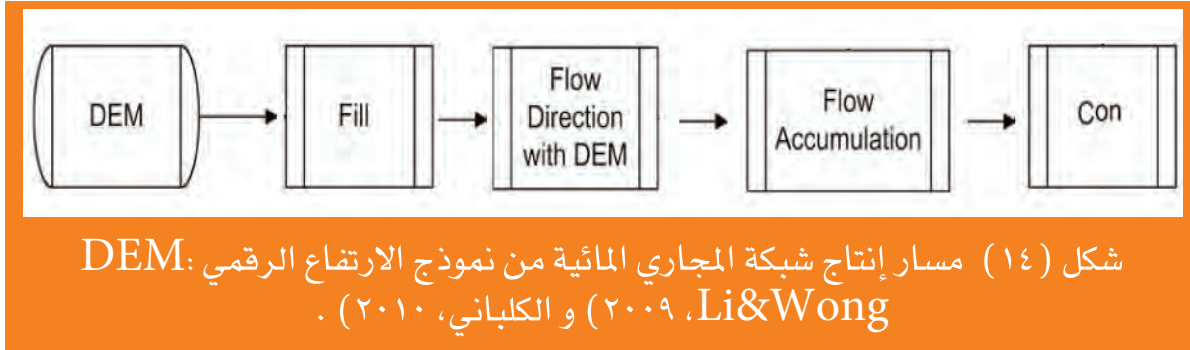 DEM
Fill
Flow
Direction
with DEM
Flow
Accumulation
Con
شكل (١٤) مسار إنتاج شبكة المجاري المائية من نموذج الارتفاع الرقمي :DEM
Li&Wong، ٢٠٠٩) و الكلباني، ٢٠١٠) .